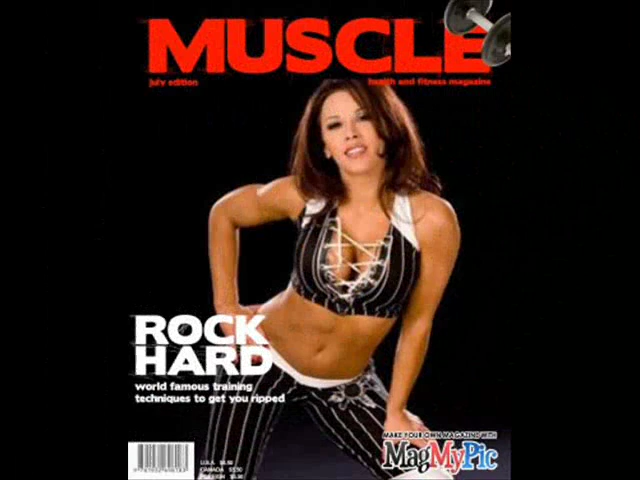 MUSCLE
july edition
health and fitness magazine
ROCK
HARD
world famous training
techniques to get you ripped
MAKE YOUR OWN MAGAZINE WITH
MagMyPic
CANADA